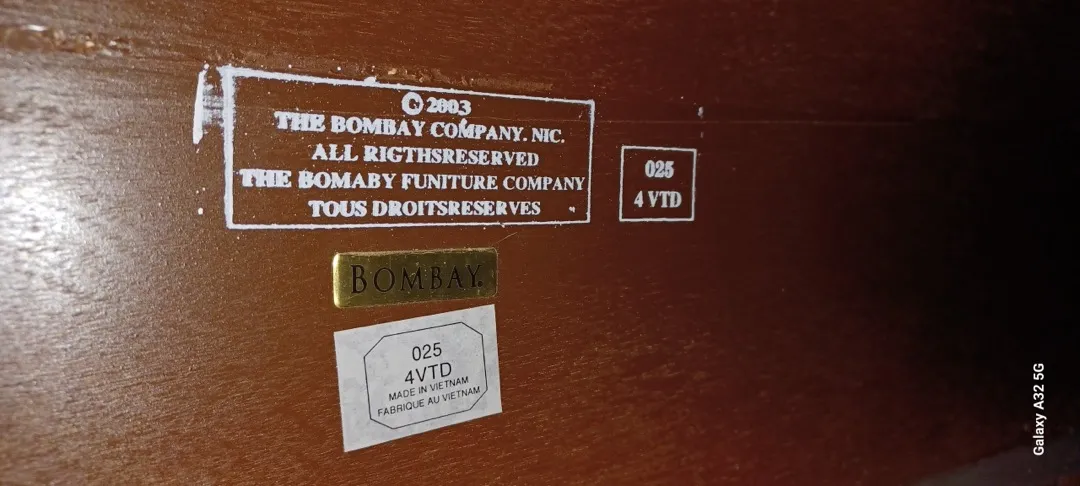 © 2003
THE BOMBAY COMPANY. NIC.
ALL RIGTHSRESERVED
THE BOMABY FUNITURE COMPANY
TOUS DROITSRESERVES
025
4 VTD
BOMBAY®
025
4VTD
MADE IN VIETNAM
FABRIQUE AU VIETNAM
Galaxy A32 5G